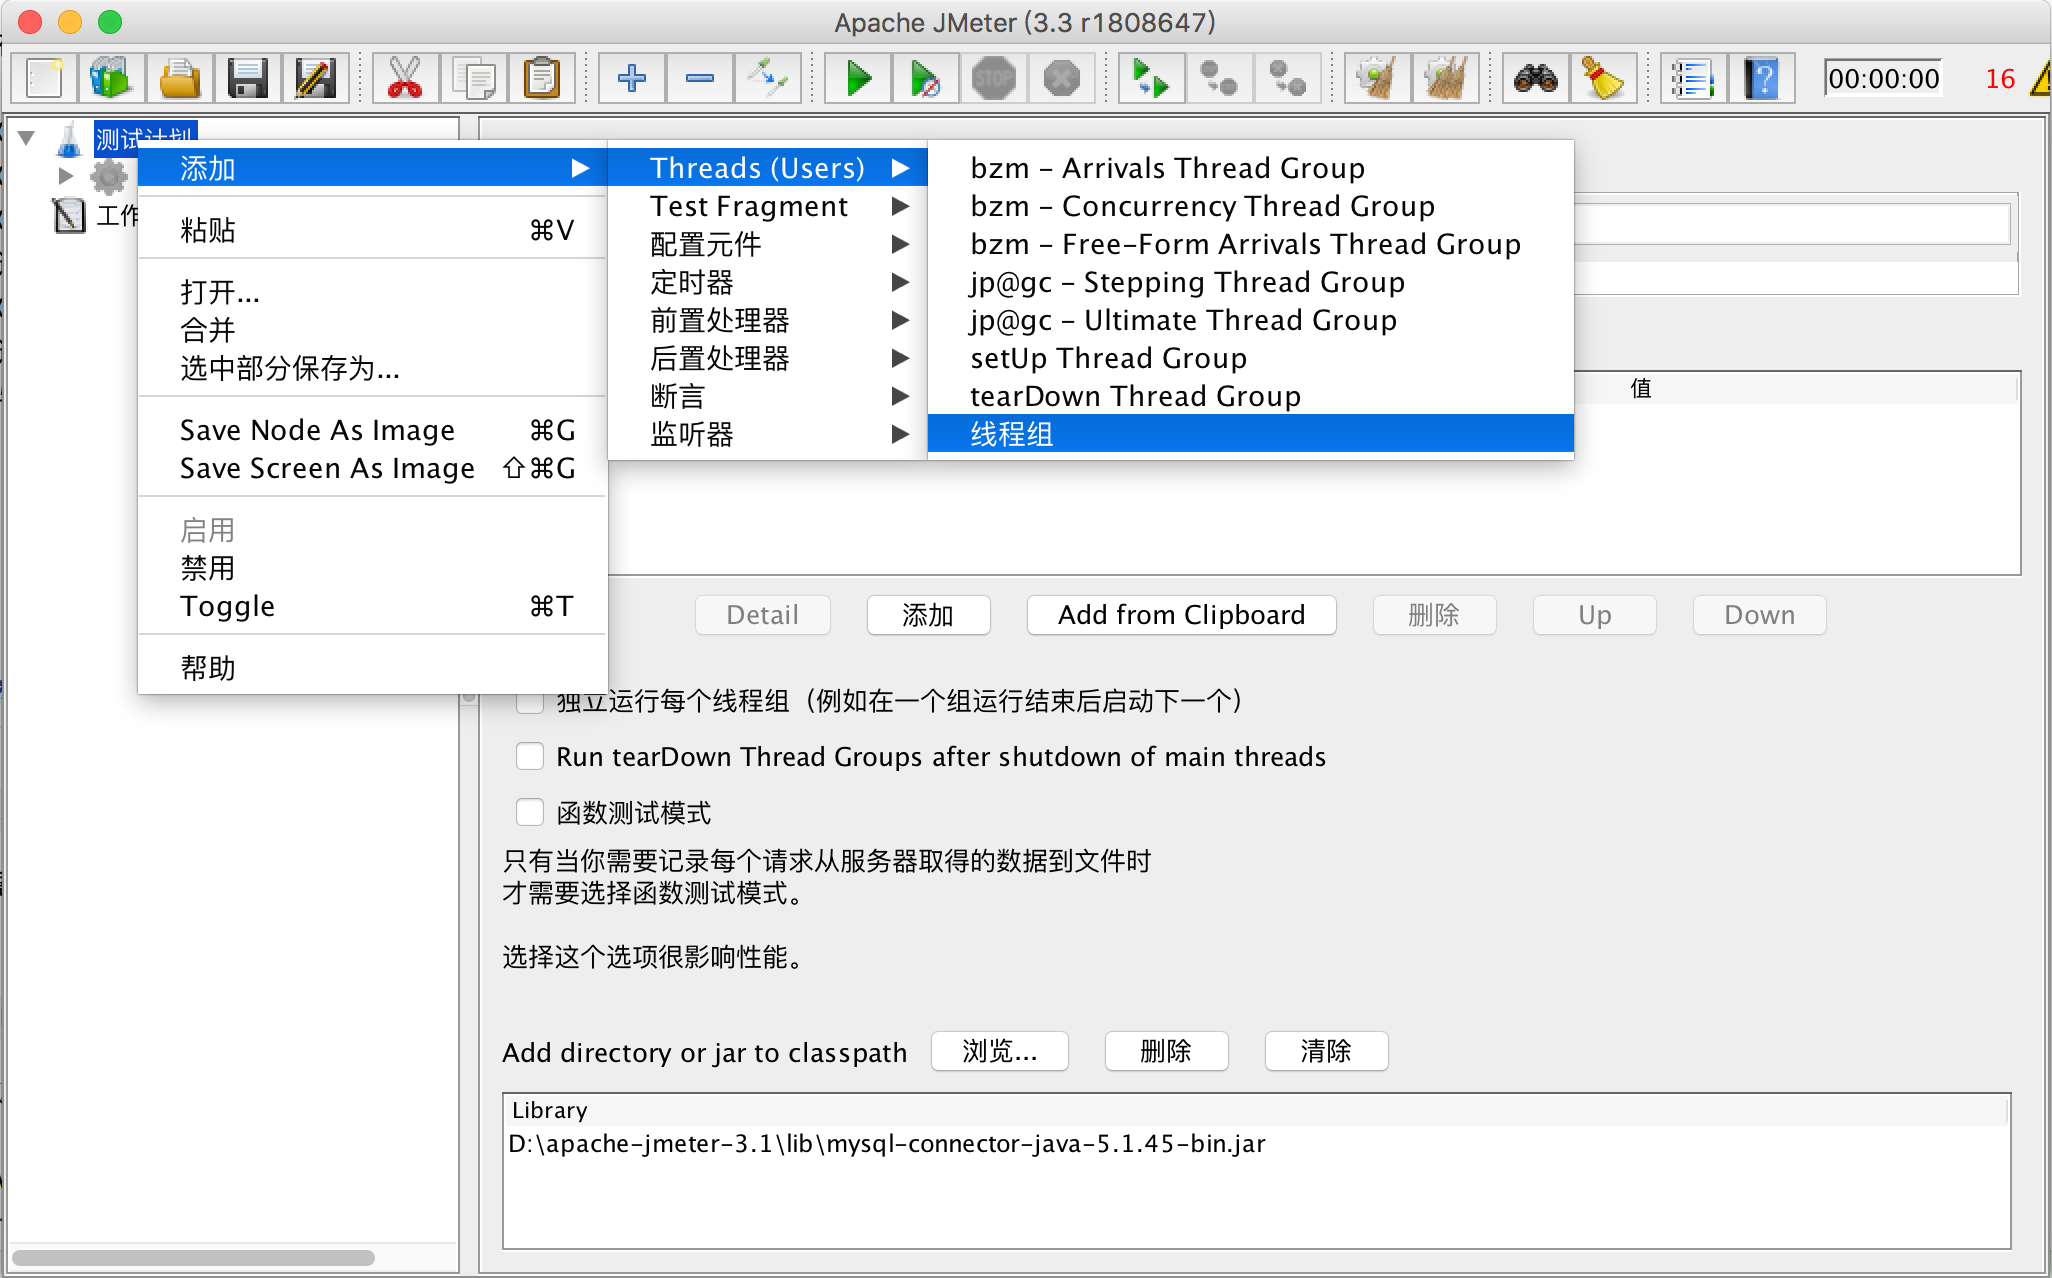 Apache JMeter (3.3 r1808647)
STOP
00:00:00
16
测试计划
工作
添加
粘贴 ⌘V
打开...
合并
选中部分保存为...
Save Node As Image ⌘G
Save Screen As Image ⇧⌘G
启用
禁用
Toggle ⌘T
帮助
Threads (Users)
Test Fragment
配置元件
定时器
前置处理器
后置处理器
断言
监听器
bzm - Arrivals Thread Group
bzm - Concurrency Thread Group
bzm - Free-Form Arrivals Thread Group
jp@gc - Stepping Thread Group
jp@gc - Ultimate Thread Group
setUp Thread Group
tearDown Thread Group
线程组
值
Detail 添加 Add from Clipboard 删除 Up Down
独立运行每个线程组（例如在一个组运行结束后启动下一个）
Run tearDown Thread Groups after shutdown of main threads
函数测试模式
只有当你需要记录每个请求从服务器取得的数据到文件时
才需要选择函数测试模式。
选择这个选项很影响性能。
Add directory or jar to classpath 浏览... 删除 清除
Library
D:\apache-jmeter-3.1\lib\mysql-connector-java-5.1.45-bin.jar